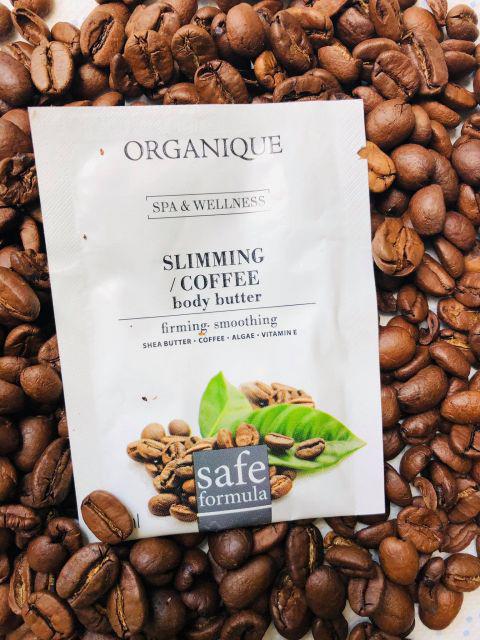 ORGANIQUE
SPA & WELLNESS
SLIMMING
/COFFEE
body butter
firming· smoothing
SHEA BUTTER · COFFEE · ALGAE · VITAMIN E
safe
formula